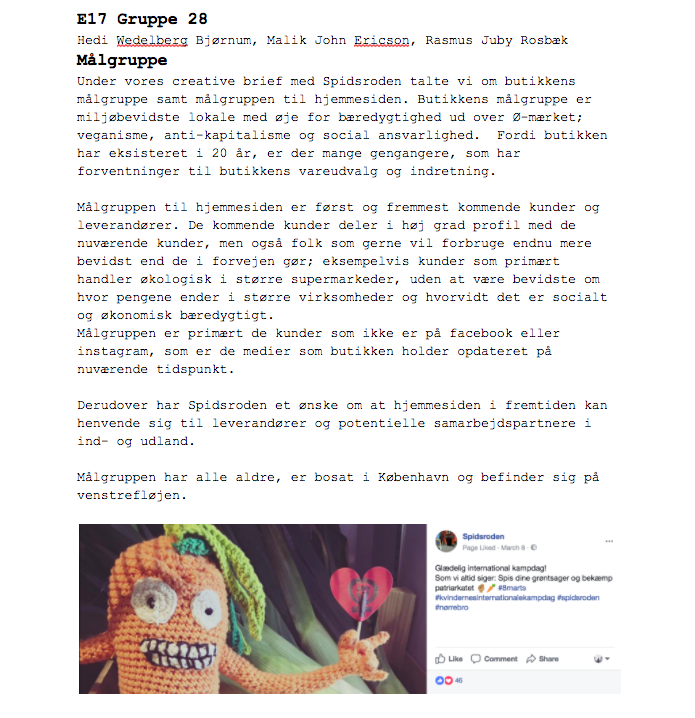 E17 Gruppe 28
Hedi Wedelberg Bjørnum, Malik John Ericson, Rasmus Juby Rosbæk
Målgruppe
Under vores creative brief med Spidsroden talte vi om butikkens
målgruppe samt målgruppen til hjemmesiden. Butikkens målgruppe er
miljøbevidste lokale med øje for bæredygtighed ud over Ø-mærket;
veganisme, anti-kapitalisme og social ansvarlighed.  Fordi butikken
har eksisteret i 20 år, er der mange gengangere, som har
forventninger til butikkens vareudvalg og indretning.

Målgruppen til hjemmesiden er først og fremmest kommende kunder og
leverandører. De kommende kunder deler i høj grad profil med de
nuværende kunder, men også folk som gerne vil forbruge endnu mere
bevidst end de i forvejen gør; eksempelvis kunder som primært
handler økologisk i større supermarkeder, uden at være bevidste om
hvor pengene ender i større virksomheder og hvorvidt det er socialt
og økonomisk bæredygtigt.
Målgruppen er primært de kunder som ikke er på facebook eller
instagram, som er de medier som butikken holder opdateret på
nuværende tidspunkt.

Derudover har Spidsroden et ønske om at hjemmesiden i fremtiden kan
henvende sig til leverandører og potentielle samarbejdspartnere i
ind- og udland.

Målgruppen har alle aldre, er bosat i København og befinder sig på
venstrefløjen.

Spidsroden
Page Liked · March 8 ·
Glædelig international kampdag!
Som vi altid siger: Spis dine grøntsager og bekæmp
patriarkatet ✊🥕 #8marts
#kvindernesinternationalekampdag #spidsroden
#nørrebro
Like Comment Share
46